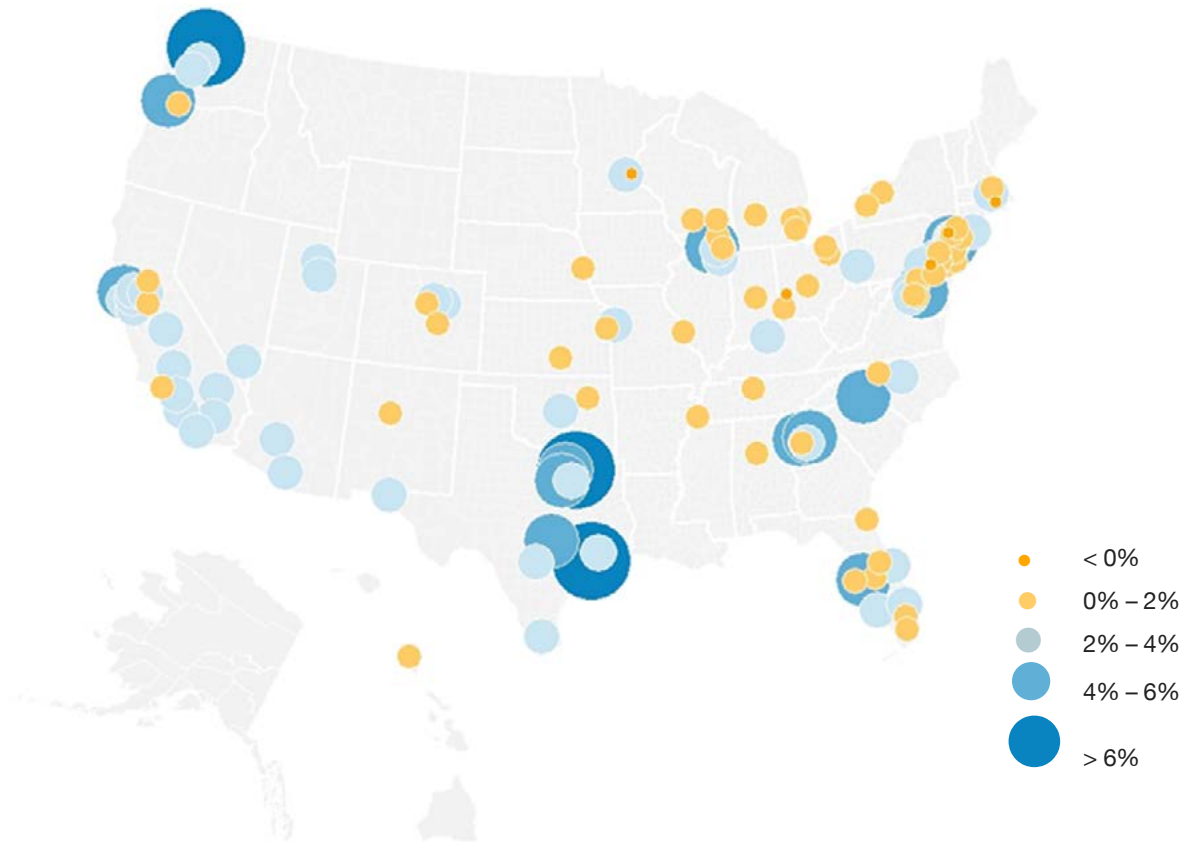 < 0%
0% – 2%
2% – 4%
4% – 6%
> 6%